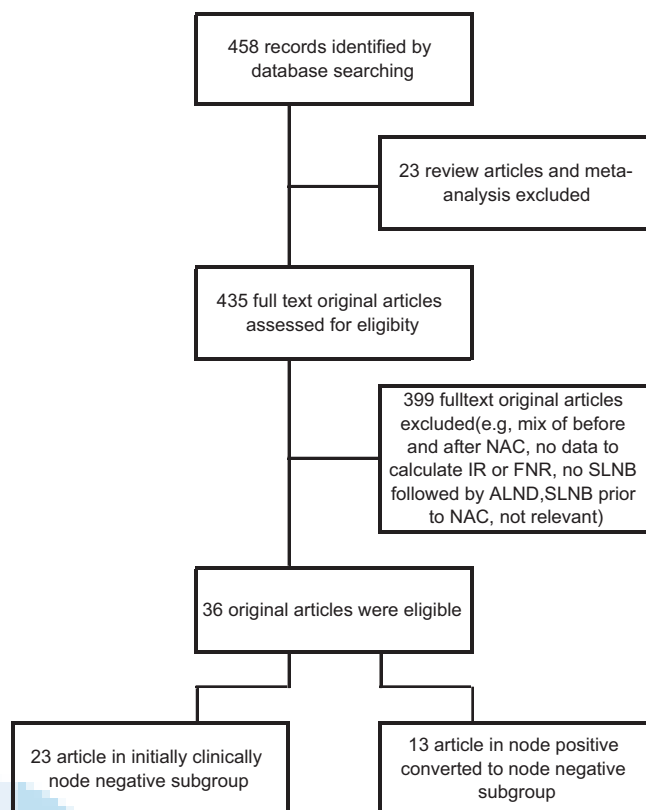 458 records identified by
database searching
23 review articles and meta-
analysis excluded
435 full text original articles
assessed for eligibity
399 fulltext original articles
excluded(e.g, mix of before
and after NAC, no data to
calculate IR or FNR, no SLNB
followed by ALND,SLNB prior
to NAC, not relevant)
36 original articles were eligible
23 article in initially clinically
node negative subgroup
13 article in node positive
converted to node negative
subgroup